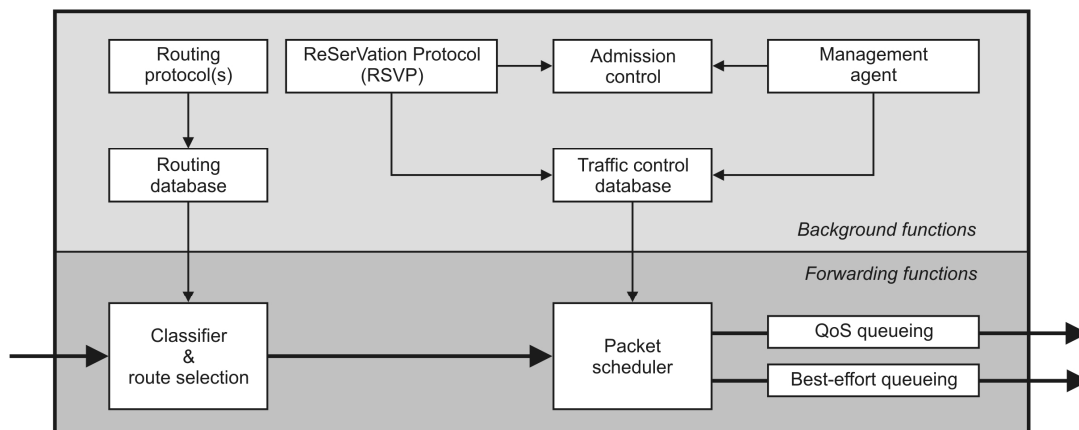 Routing
protocol(s)
ReSerVation Protocol
(RSVP)
Admission
control
Management
agent
Routing
database
Traffic control
database
Background functions
Forwarding functions
Classifier
&
route selection
Packet
scheduler
QoS queueing
Best-effort queueing